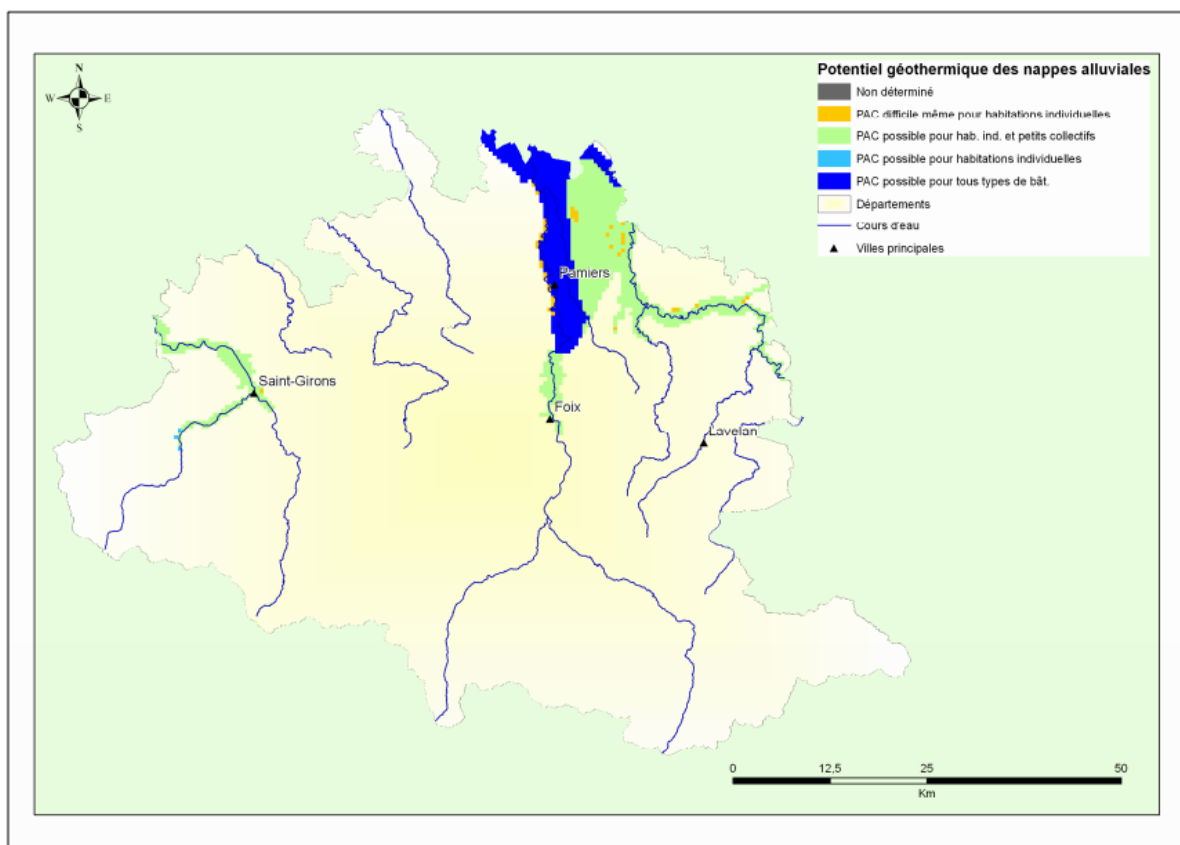 N
W E
S
Potentiel géothermique des nappes alluviales
Non déterminé
PAC difficile même pour habitations individuelles
PAC possible pour hab. ind. et petits collectifs
PAC possible pour habitations individuelles
PAC possible pour tous types de bât.
Départements
Cours d'eau
Villes principales
Pamiers
Saint-Girons
Foix
Lavelan
0 12,5 25 50
Km